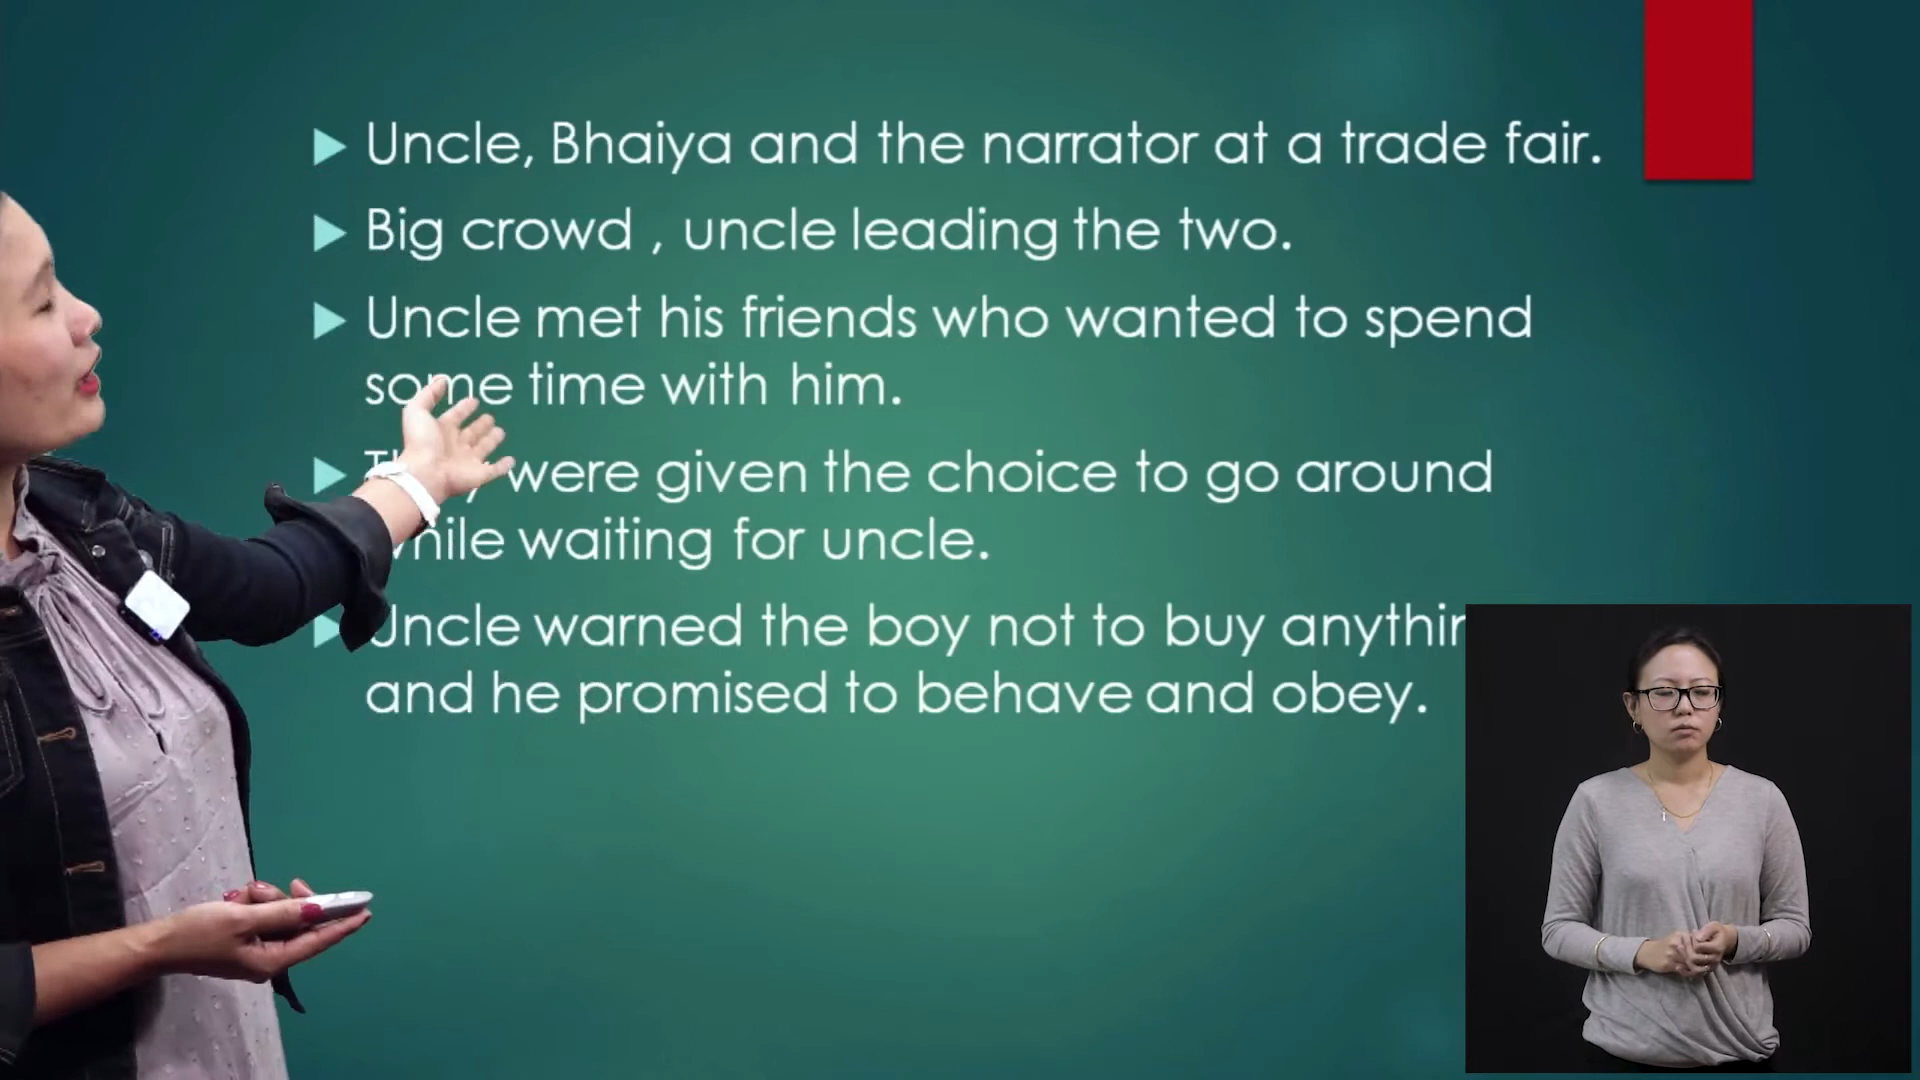 Uncle, Bhaiya and the narrator at a trade fair.
Big crowd , uncle leading the two.
Uncle met his friends who wanted to spend
some time with him.
were given the choice to go around
while waiting for uncle.
Uncle warned the boy not to buy
and he promised to behave and obey.